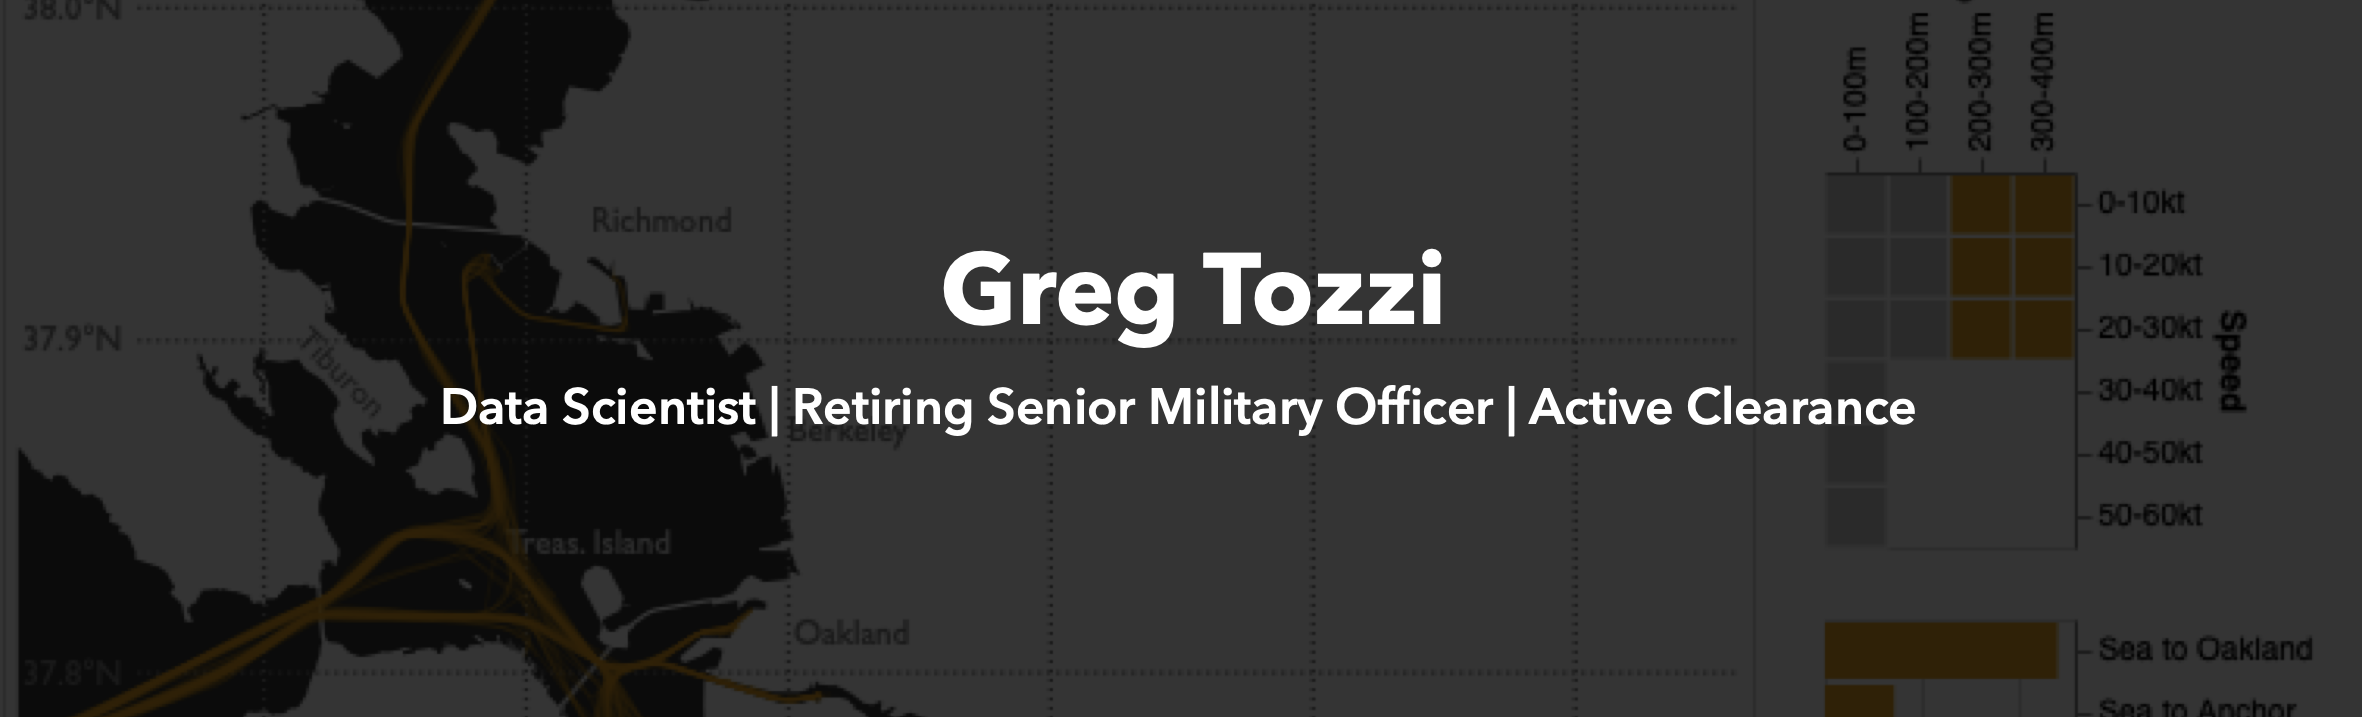 38.0°N
0-100m
100-200m
200-300m
300-400m
0-10kt
Richmond
10-20kt
Greg Tozzi
37.9°N
20-30kt
Speed
Tiburon
30-40kt
Data Scientist | Retiring Senior Military Officer | Active Clearance
Berkeley
40-50kt
50-60kt
Treas. Island
Oakland
Sea to Oakland
37.8°N
Sea to Anchor